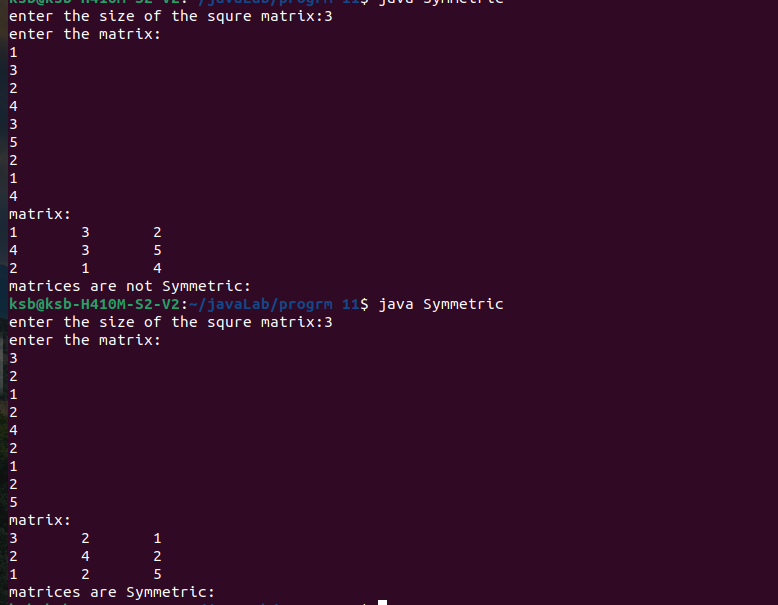 ksb@ksb-H410M-S2-V2:~/javaLab/progrm 11$ java Symmetric
enter the size of the squre matrix:3
enter the matrix:
1
3
2
4
3
5
2
1
4
matrix:
1 3 2
4 3 5
2 1 4
matrices are not Symmetric:
ksb@ksb-H410M-S2-V2:~/javaLab/progrm 11$ java Symmetric
enter the size of the squre matrix:3
enter the matrix:
3
2
1
2
4
2
1
2
5
matrix:
3 2 1
2 4 2
1 2 5
matrices are Symmetric: